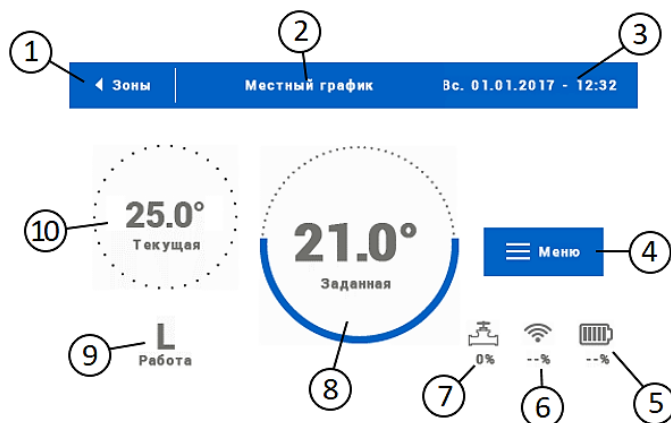 1
2
3
Зоны
Местный график
Вс. 01.01.2017 - 12:32
25.0°
Текущая
10
21.0°
Заданная
Меню
4
L
Работа
9
8
0%
7
--%
6
--%
5